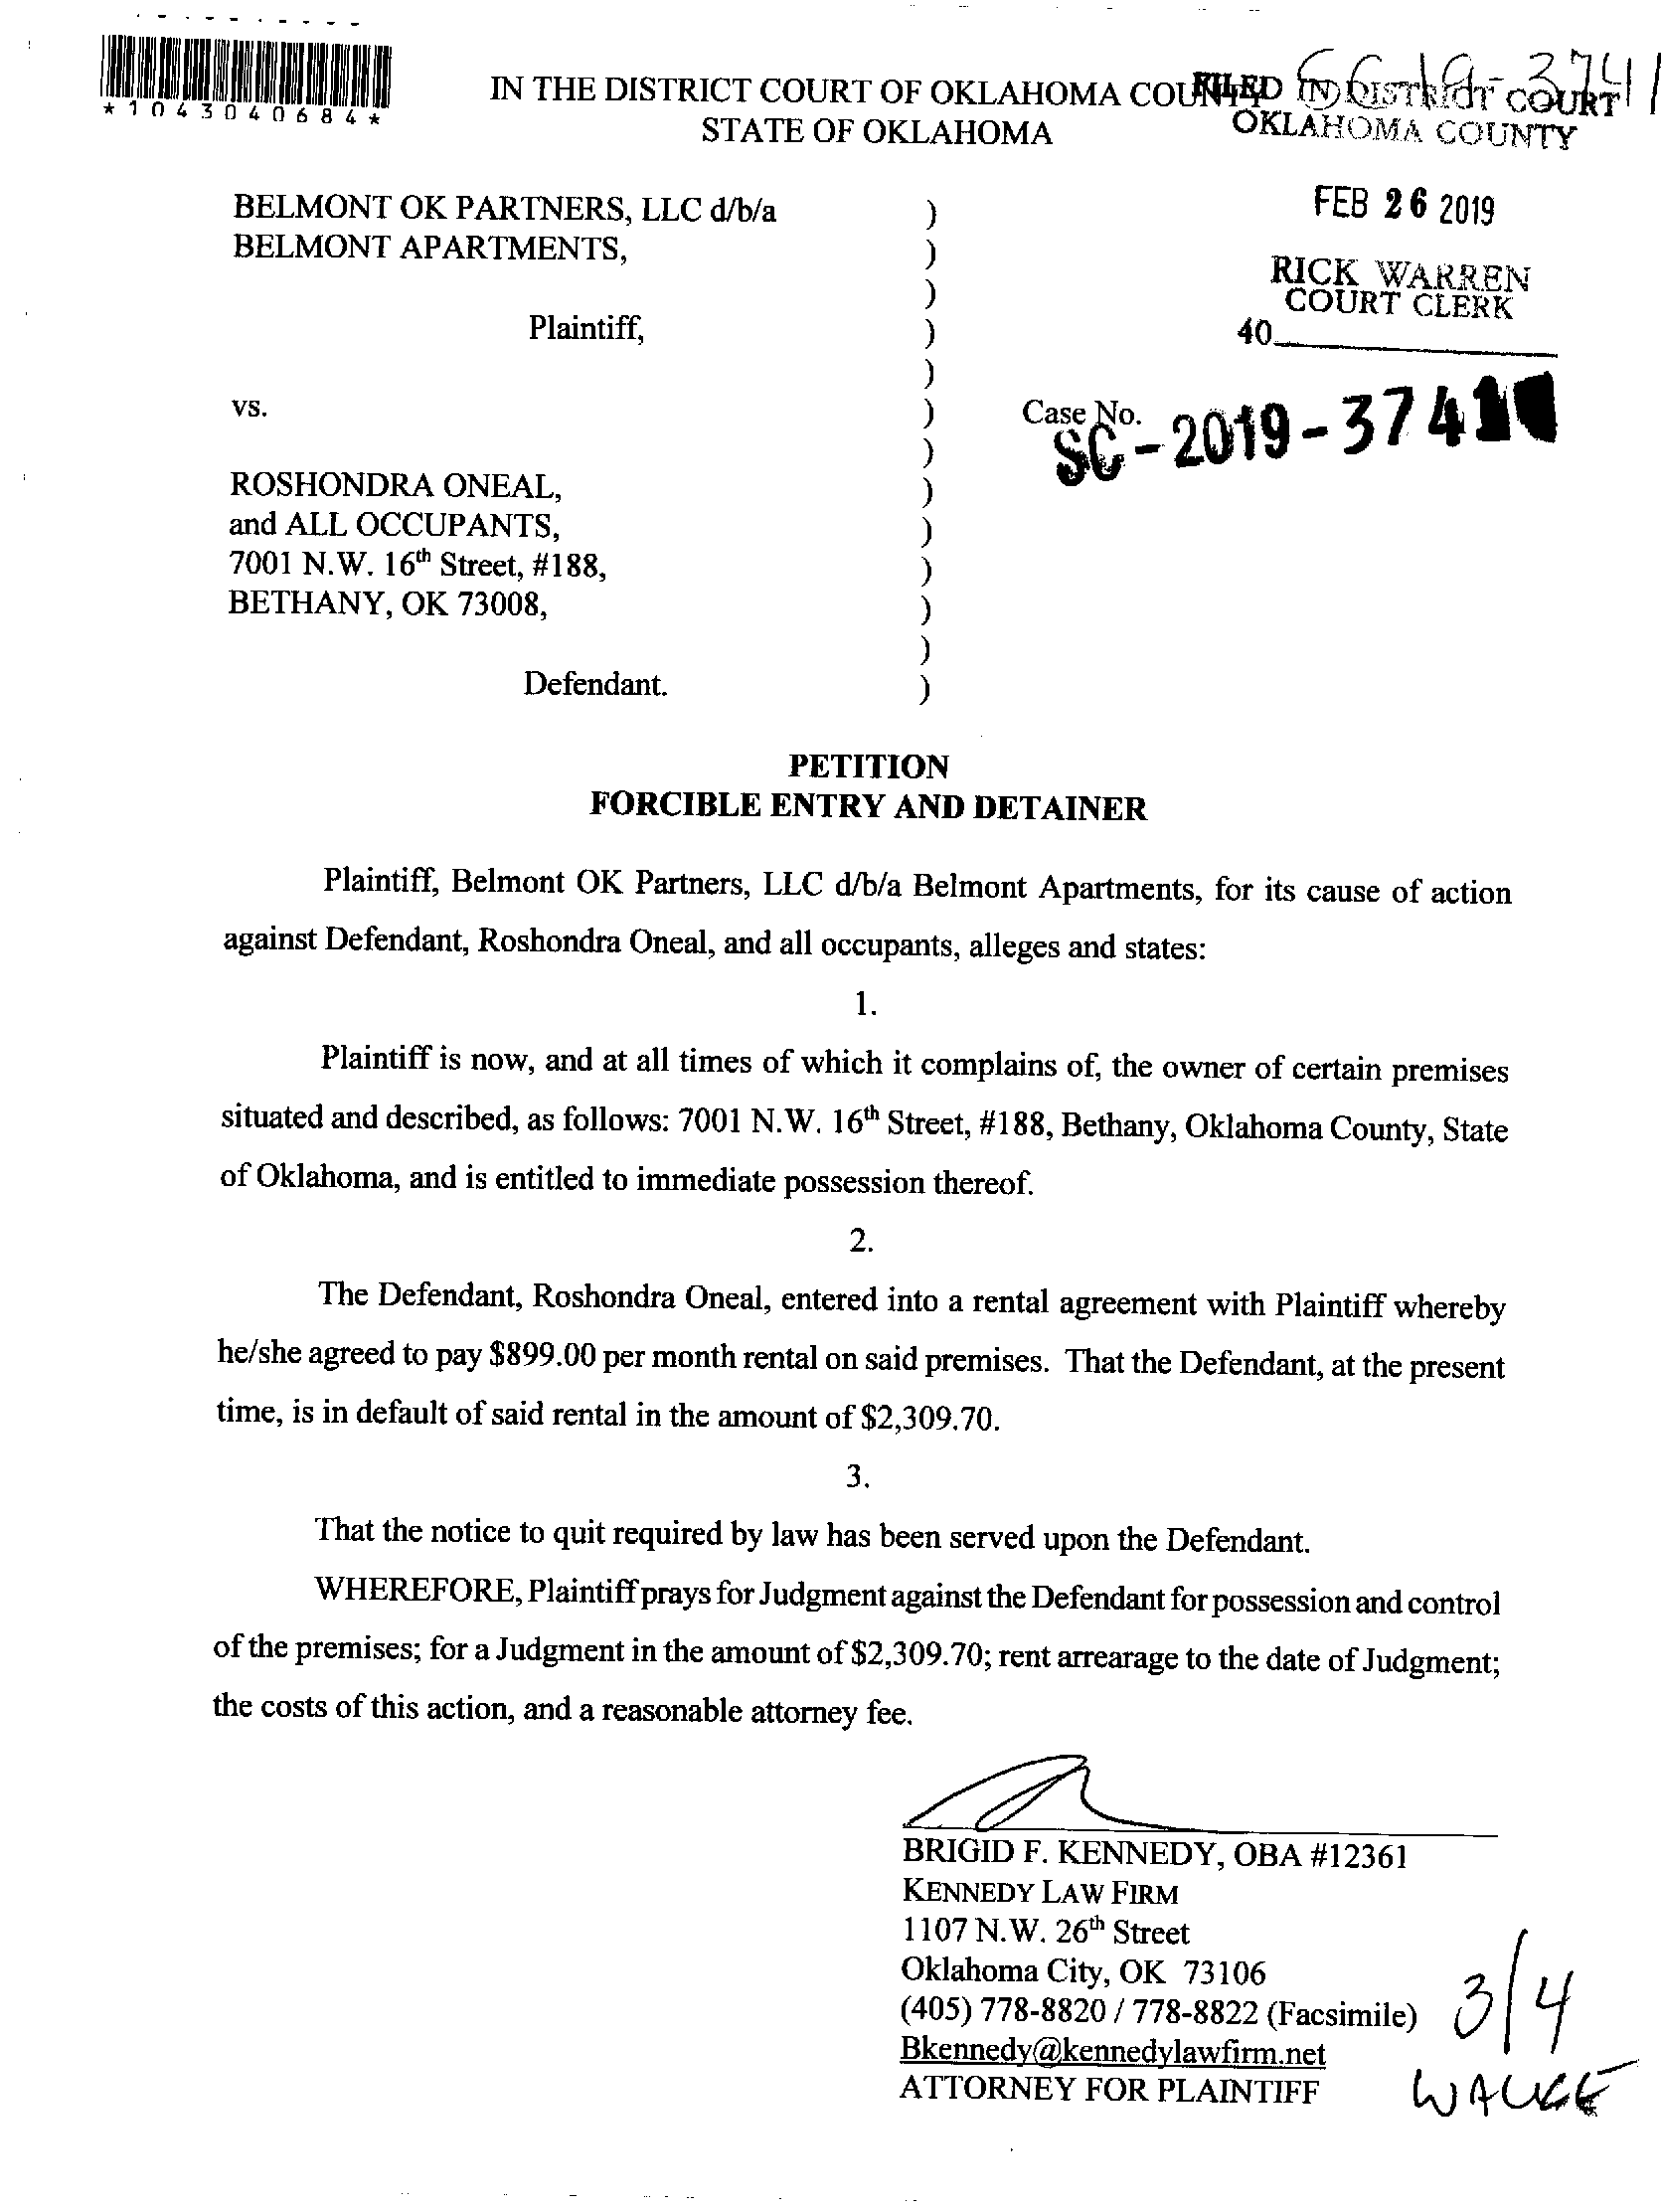 *1043040684*
IN THE DISTRICT COURT OF OKLAHOMA COUNTY
STATE OF OKLAHOMA
FILED IN DISTRICT COURT
OKLAHOMA COUNTY
FEB 26 2019
RICK WARREN
COURT CLERK
40
BELMONT OK PARTNERS, LLC d/b/a )
BELMONT APARTMENTS, )
)
Plaintiff, )
)
vs. ) Case No.
SC-2019-3741
)
ROSHONDRA ONEAL, )
and ALL OCCUPANTS, )
7001 N.W. 16th Street, #188, )
BETHANY, OK 73008, )
)
Defendant. )
PETITION
FORCIBLE ENTRY AND DETAINER
Plaintiff, Belmont OK Partners, LLC d/b/a Belmont Apartments, for its cause of action
against Defendant, Roshondra Oneal, and all occupants, alleges and states:
1.
Plaintiff is now, and at all times of which it complains of, the owner of certain premises
situated and described, as follows: 7001 N.W. 16th Street, #188, Bethany, Oklahoma County, State
of Oklahoma, and is entitled to immediate possession thereof.
2.
The Defendant, Roshondra Oneal, entered into a rental agreement with Plaintiff whereby
he/she agreed to pay $899.00 per month rental on said premises. That the Defendant, at the present
time, is in default of said rental in the amount of $2,309.70.
3.
That the notice to quit required by law has been served upon the Defendant.
WHEREFORE, Plaintiff prays for Judgment against the Defendant for possession and control
of the premises; for a Judgment in the amount of $2,309.70; rent arrearage to the date of Judgment;
the costs of this action, and a reasonable attorney fee.
BRIGID F. KENNEDY, OBA #12361
KENNEDY LAW FIRM
1107 N.W. 26th Street
Oklahoma City, OK 73106
(405) 778-8820 / 778-8822 (Facsimile)
Bkennedy@kennedylawfirm.net
ATTORNEY FOR PLAINTIFF
3/4